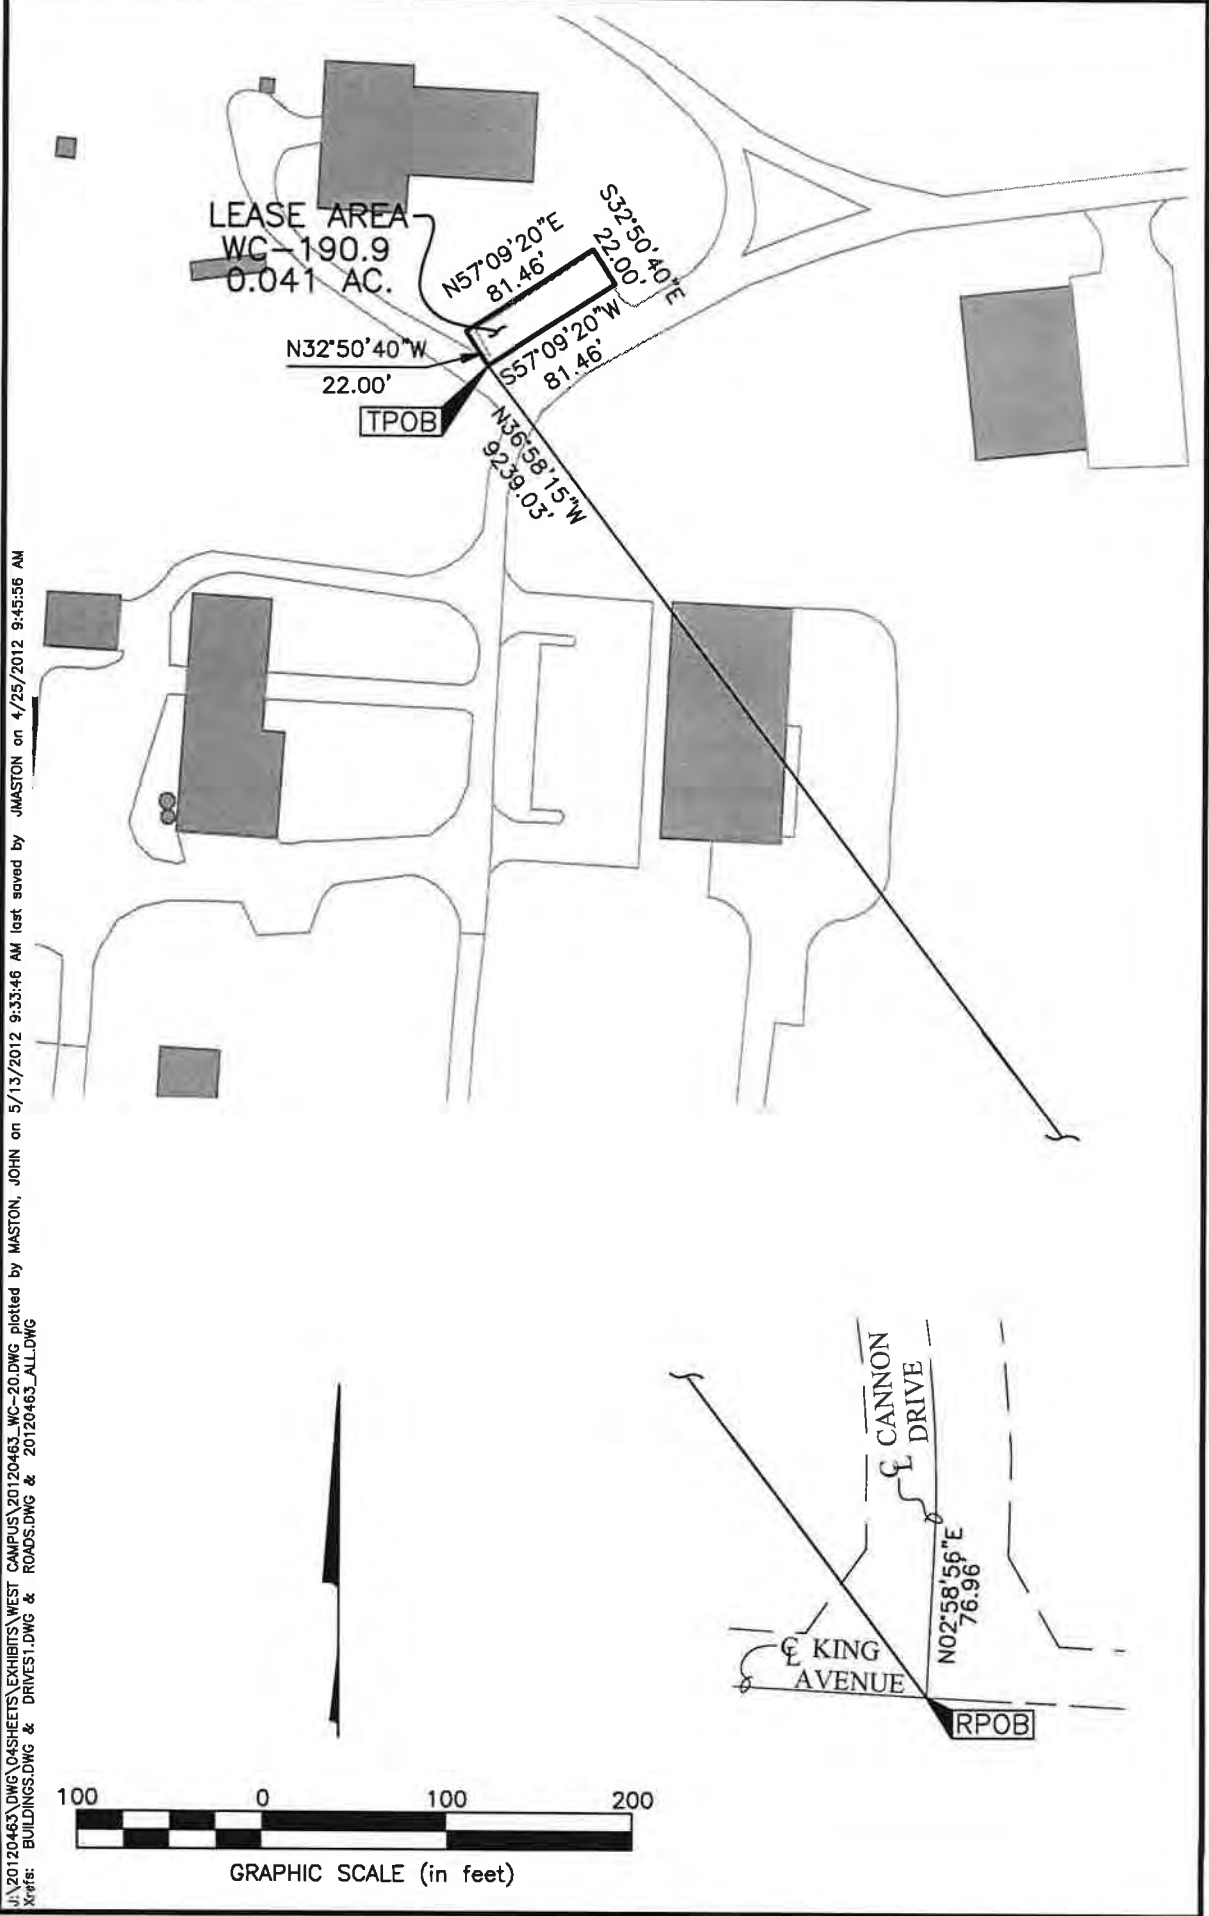 LEASE AREA
WC-190.9
0.041 AC.
N57°09'20"E
81.46'
S32°50'40"E
22.00'
N32°50'40"W
22.00'
S57°09'20"W
81.46'
TPOB
N36°58'15"W
9239.03'
℄ CANNON
DRIVE
N02°58'56"E
76.96'
℄ KING
AVENUE
RPOB
100 0 100 200
GRAPHIC SCALE (in feet)
J:\20120463\DWG\04SHEETS\EXHIBITS\WEST CAMPUS\20120463_WC-20.DWG plotted by MASTON, JOHN on 5/13/2012 9:33:46 AM last saved by JMASTON on 4/25/2012 9:45:56 AM
Xrefs: BUILDINGS.DWG & DRIVES1.DWG & ROADS.DWG & 20120463_ALL.DWG